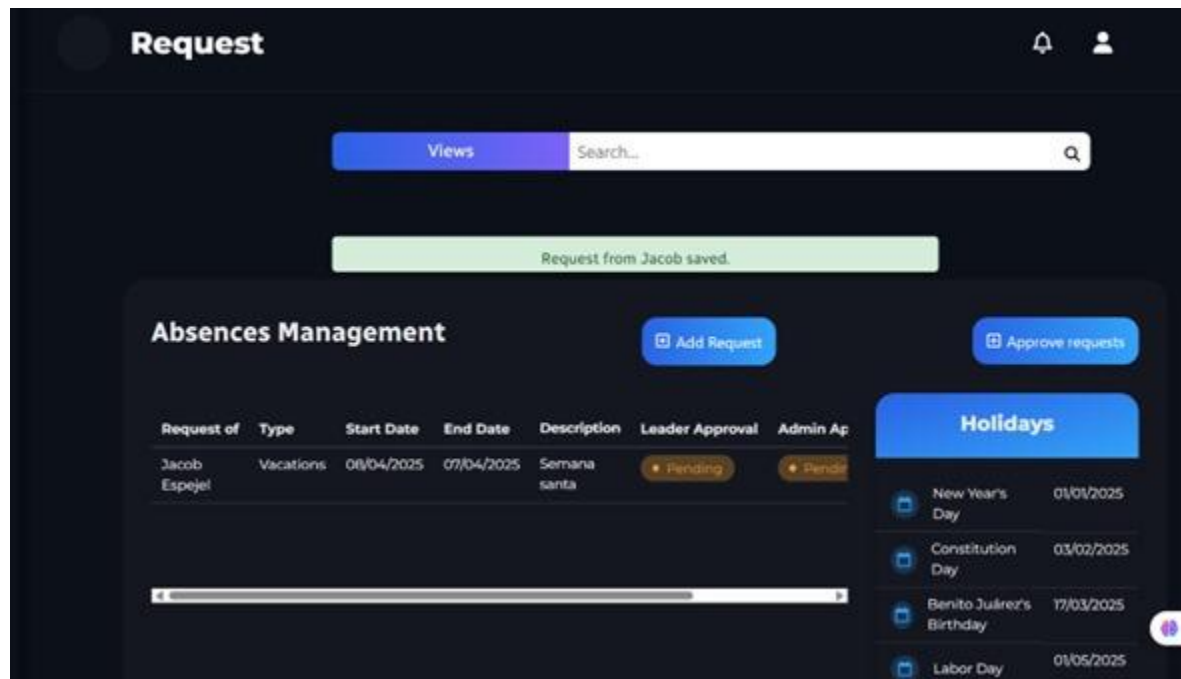 Request
Views
Search...
Request from Jacob saved.
Absences Management
Add Request
Approve requests
Request of Type Start Date End Date Description Leader Approval Admin Ap
Jacob Vacations 08/04/2025 07/04/2025 Semana Pending Pendin
Espejel santa
Holidays
New Year's 01/01/2025
Day
Constitution 03/02/2025
Day
Benito Juárez's 17/03/2025
Birthday
Labor Day 01/05/2025